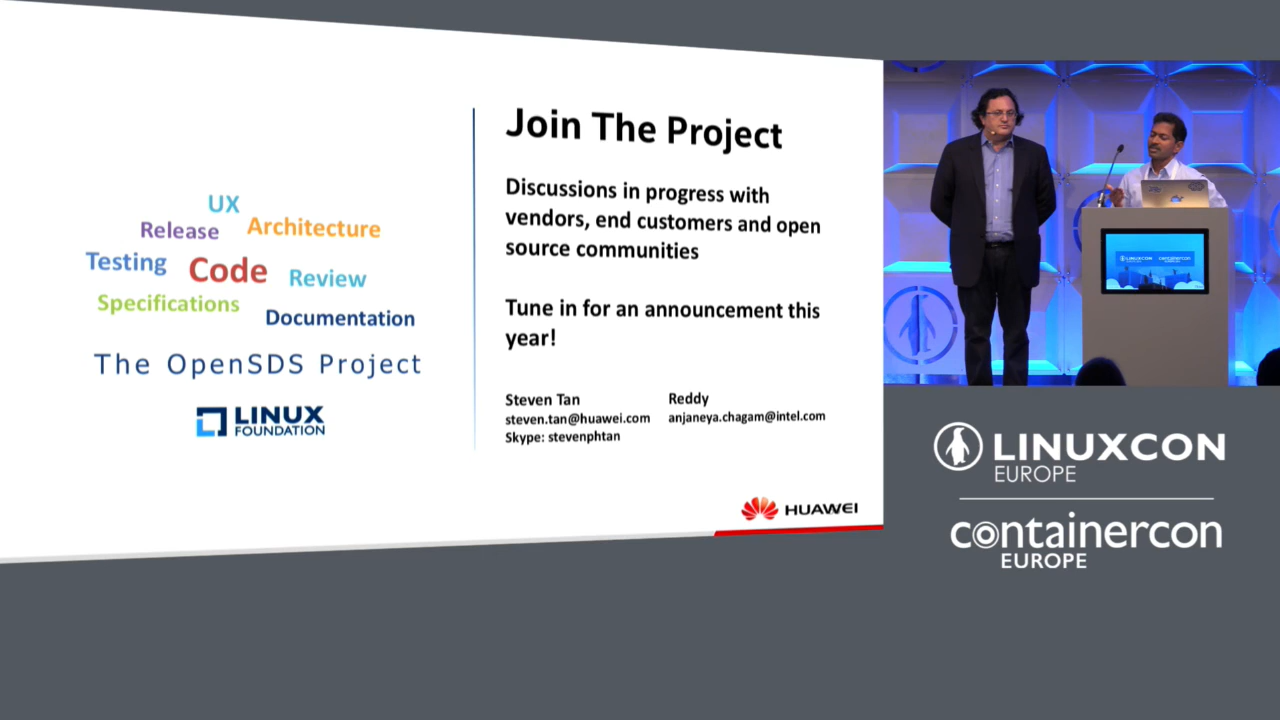 UX
Release
Architecture
Testing
Code
Review
Specifications
Documentation
The OpenSDS Project
LINUX
FOUNDATION
Join The Project
Discussions in progress with
vendors, end customers and open
source communities
Tune in for an announcement this
year!
Steven Tan
steven.tan@huawei.com
Skype: stevenphtan
Reddy
anjaneya.chagam@intel.com
HUAWEI
LINUXCON
containercon
LINUXCON
EUROPE
containercon
EUROPE